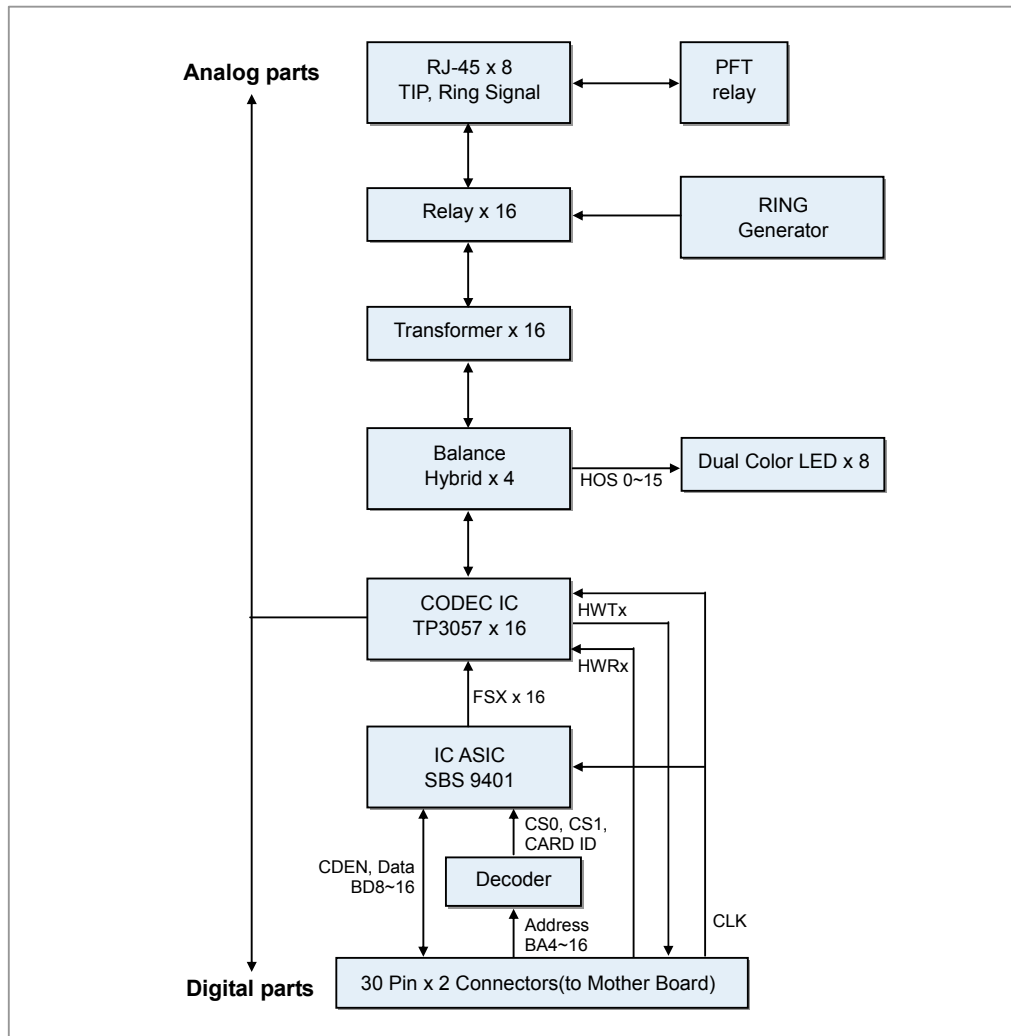 Analog parts
RJ-45 x 8
TIP, Ring Signal
PFT
relay
Relay x 16
RING
Generator
Transformer x 16
Balance
Hybrid x 4
HOS 0~15
Dual Color LED x 8
CODEC IC
TP3057 x 16
HWTx
HWRx
FSX x 16
IC ASIC
SBS 9401
CS0, CS1,
CARD ID
CDEN, Data
BD8~16
Decoder
Address
BA4~16
CLK
Digital parts
30 Pin x 2 Connectors(to Mother Board)